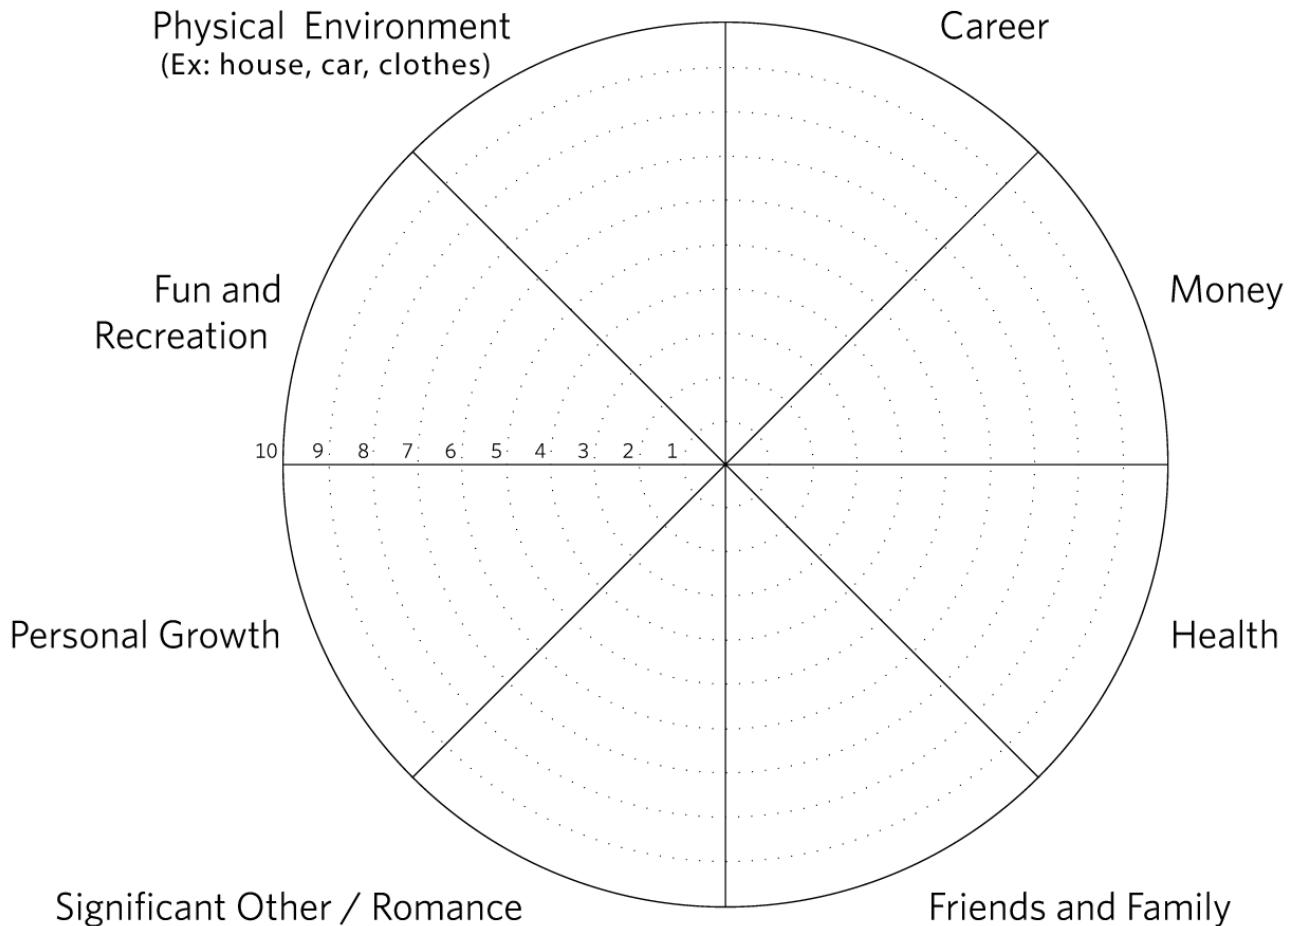 Physical Environment
(Ex: house, car, clothes)
Career
Fun and
Recreation
Money
10 9 8 7 6 5 4 3 2 1
Personal Growth
Health
Significant Other / Romance
Friends and Family